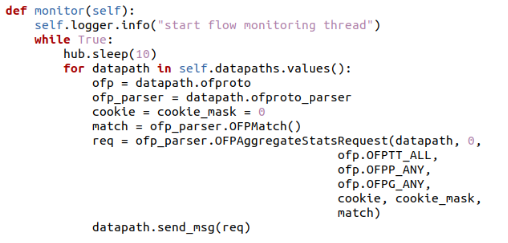 def monitor(self):
    self.logger.info("start flow monitoring thread")
    while True:
        hub.sleep(10)
        for datapath in self.datapaths.values():
            ofp = datapath.ofproto
            ofp_parser = datapath.ofproto_parser
            cookie = cookie_mask = 0
            match = ofp_parser.OFPMatch()
            req = ofp_parser.OFPAggregateStatsRequest(datapath, 0,
                                                      ofp.OFPTT_ALL,
                                                      ofp.OFPP_ANY,
                                                      ofp.OFPG_ANY,
                                                      cookie, cookie_mask,
                                                      match)
            datapath.send_msg(req)